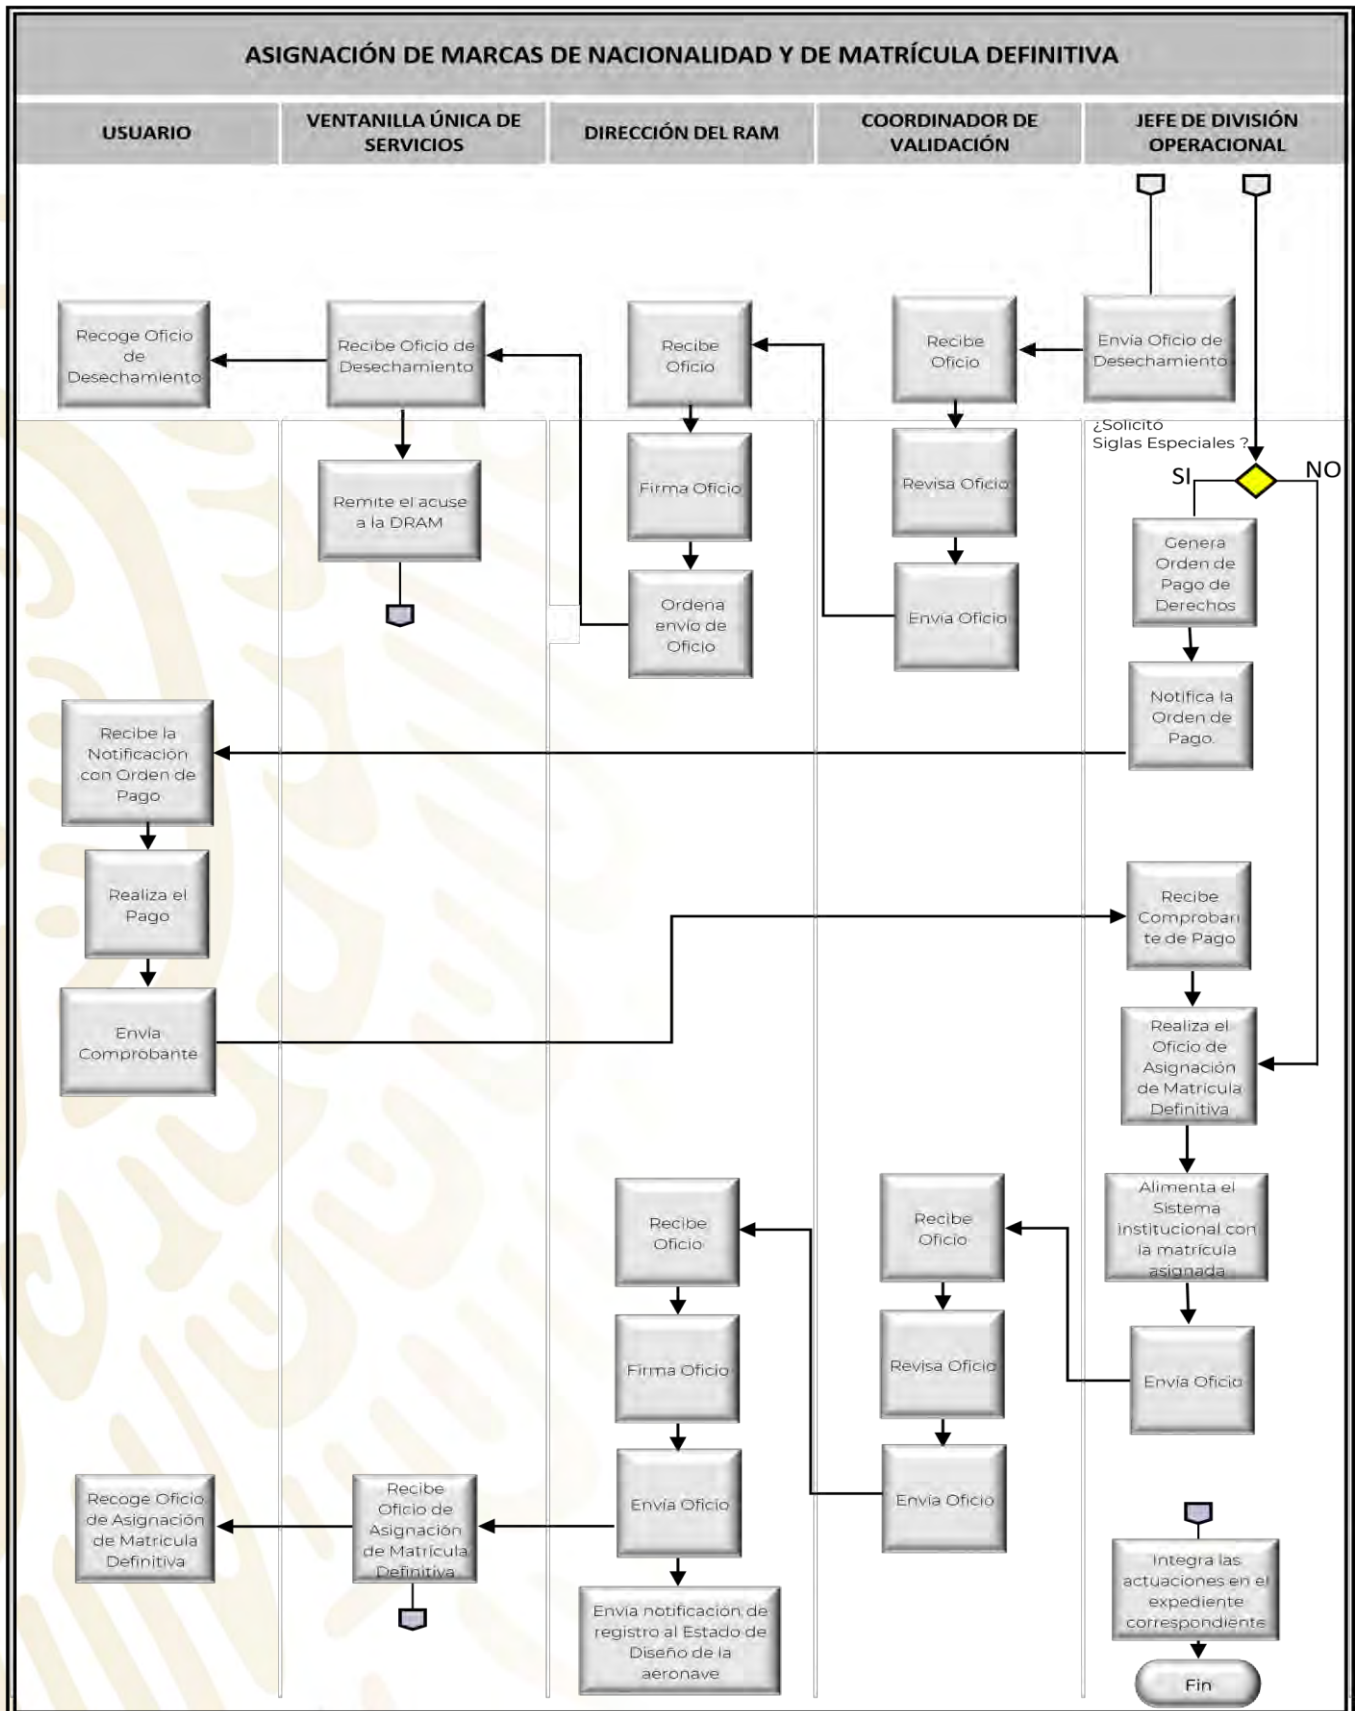 ASIGNACIÓN DE MARCAS DE NACIONALIDAD Y DE MATRÍCULA DEFINITIVA
USUARIO
VENTANILLA ÚNICA DE
SERVICIOS
DIRECCIÓN DEL RAM
COORDINADOR DE
VALIDACIÓN
JEFE DE DIVISIÓN
OPERACIONAL
Recoge Oficio
de
Desechamiento
Recibe Oficio de
Desechamiento
Recibe
Oficio
Recibe
Oficio
Envía Oficio de
Desechamiento
¿Solicitó
Siglas Especiales ?
SI
NO
Remite el acuse
a la DRAM
Firma Oficio
Revisa Oficio
Genera
Orden de
Pago de
Derechos
Ordena
envío de
Oficio
Envía Oficio
Notifica la
Orden de
Pago.
Recibe la
Notificación
con Orden de
Pago
Realiza el
Pago
Recibe
Comproban
te de Pago
Envía
Comprobante
Realiza el
Oficio de
Asignación
de Matrícula
Definitiva
Recibe
Oficio
Recibe
Oficio
Alimenta el
Sistema
institucional con
la matrícula
asignada
Firma Oficio
Revisa Oficio
Envía Oficio
Recoge Oficio
de Asignación
de Matrícula
Definitiva
Recibe
Oficio de
Asignación
de Matrícula
Definitiva
Envía Oficio
Envía Oficio
Envía notificación de
registro al Estado de
Diseño de la
aeronave
Integra las
actuaciones en el
expediente
correspondiente
Fin